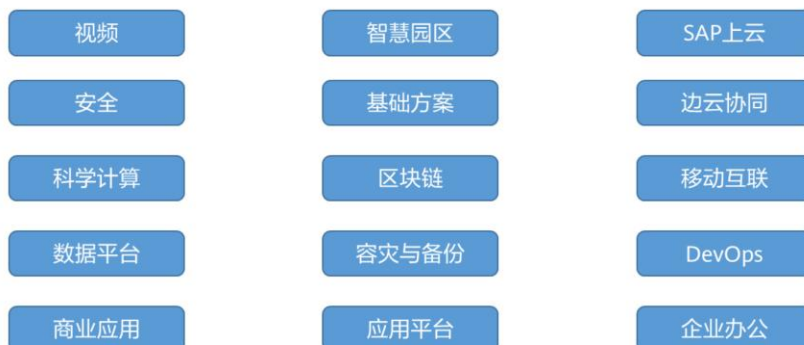 视频
智慧园区
SAP上云
安全
基础方案
边云协同
科学计算
区块链
移动互联
数据平台
容灾与备份
DevOps
商业应用
应用平台
企业办公